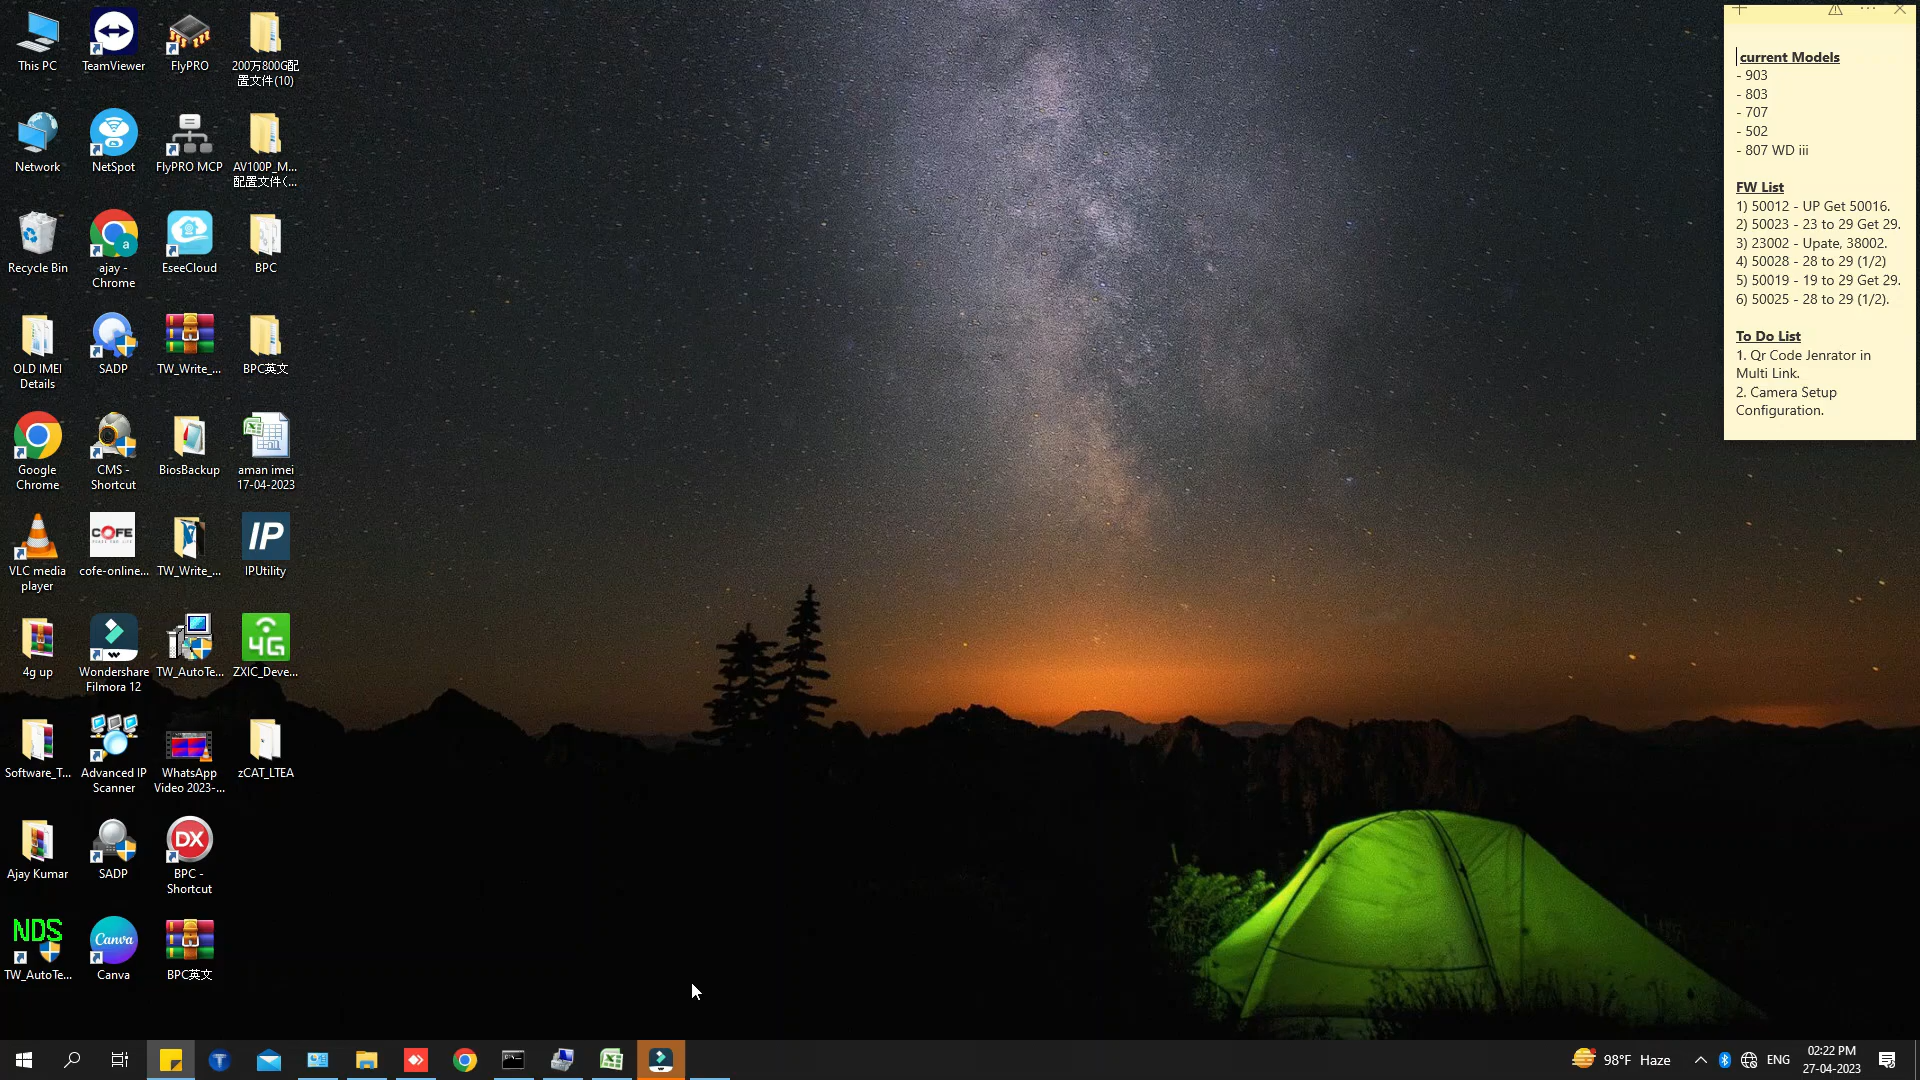 This PC
TeamViewer
FlyPRO
200万800G配
置文件(10)
Network
NetSpot
FlyPRO MCP
AV100P_M...
配置文件(...
Recycle Bin
a
ajay -
Chrome
EseeCloud
BPC
OLD IMEI
Details
SADP
TW_Write_...
BPC英文
Google
Chrome
CMS -
Shortcut
BiosBackup
aman imei
17-04-2023
VLC media
player
COFE
cofe-online...
TW_Write_...
IP
IPUtility
4g up
Wondershare
Filmora 12
TW_AutoTe...
4G
ZXIC_Deve...
Software_T...
Advanced IP
Scanner
WhatsApp
Video 2023-...
zCAT_LTEA
Ajay Kumar
SADP
DX
BPC -
Shortcut
NDS
TW_AutoTe...
Canva
Canva
BPC英文
current Models
- 903
- 803
- 707
- 502
- 807 WD iii
FW List
1) 50012 - UP Get 50016.
2) 50023 - 23 to 29 Get 29.
3) 23002 - Upate, 38002.
4) 50028 - 28 to 29 (1/2)
5) 50019 - 19 to 29 Get 29.
6) 50025 - 28 to 29 (1/2).
To Do List
1. Qr Code Jenrator in
Multi Link.
2. Camera Setup
Configuration.
98°F Haze
ENG
02:22 PM
27-04-2023